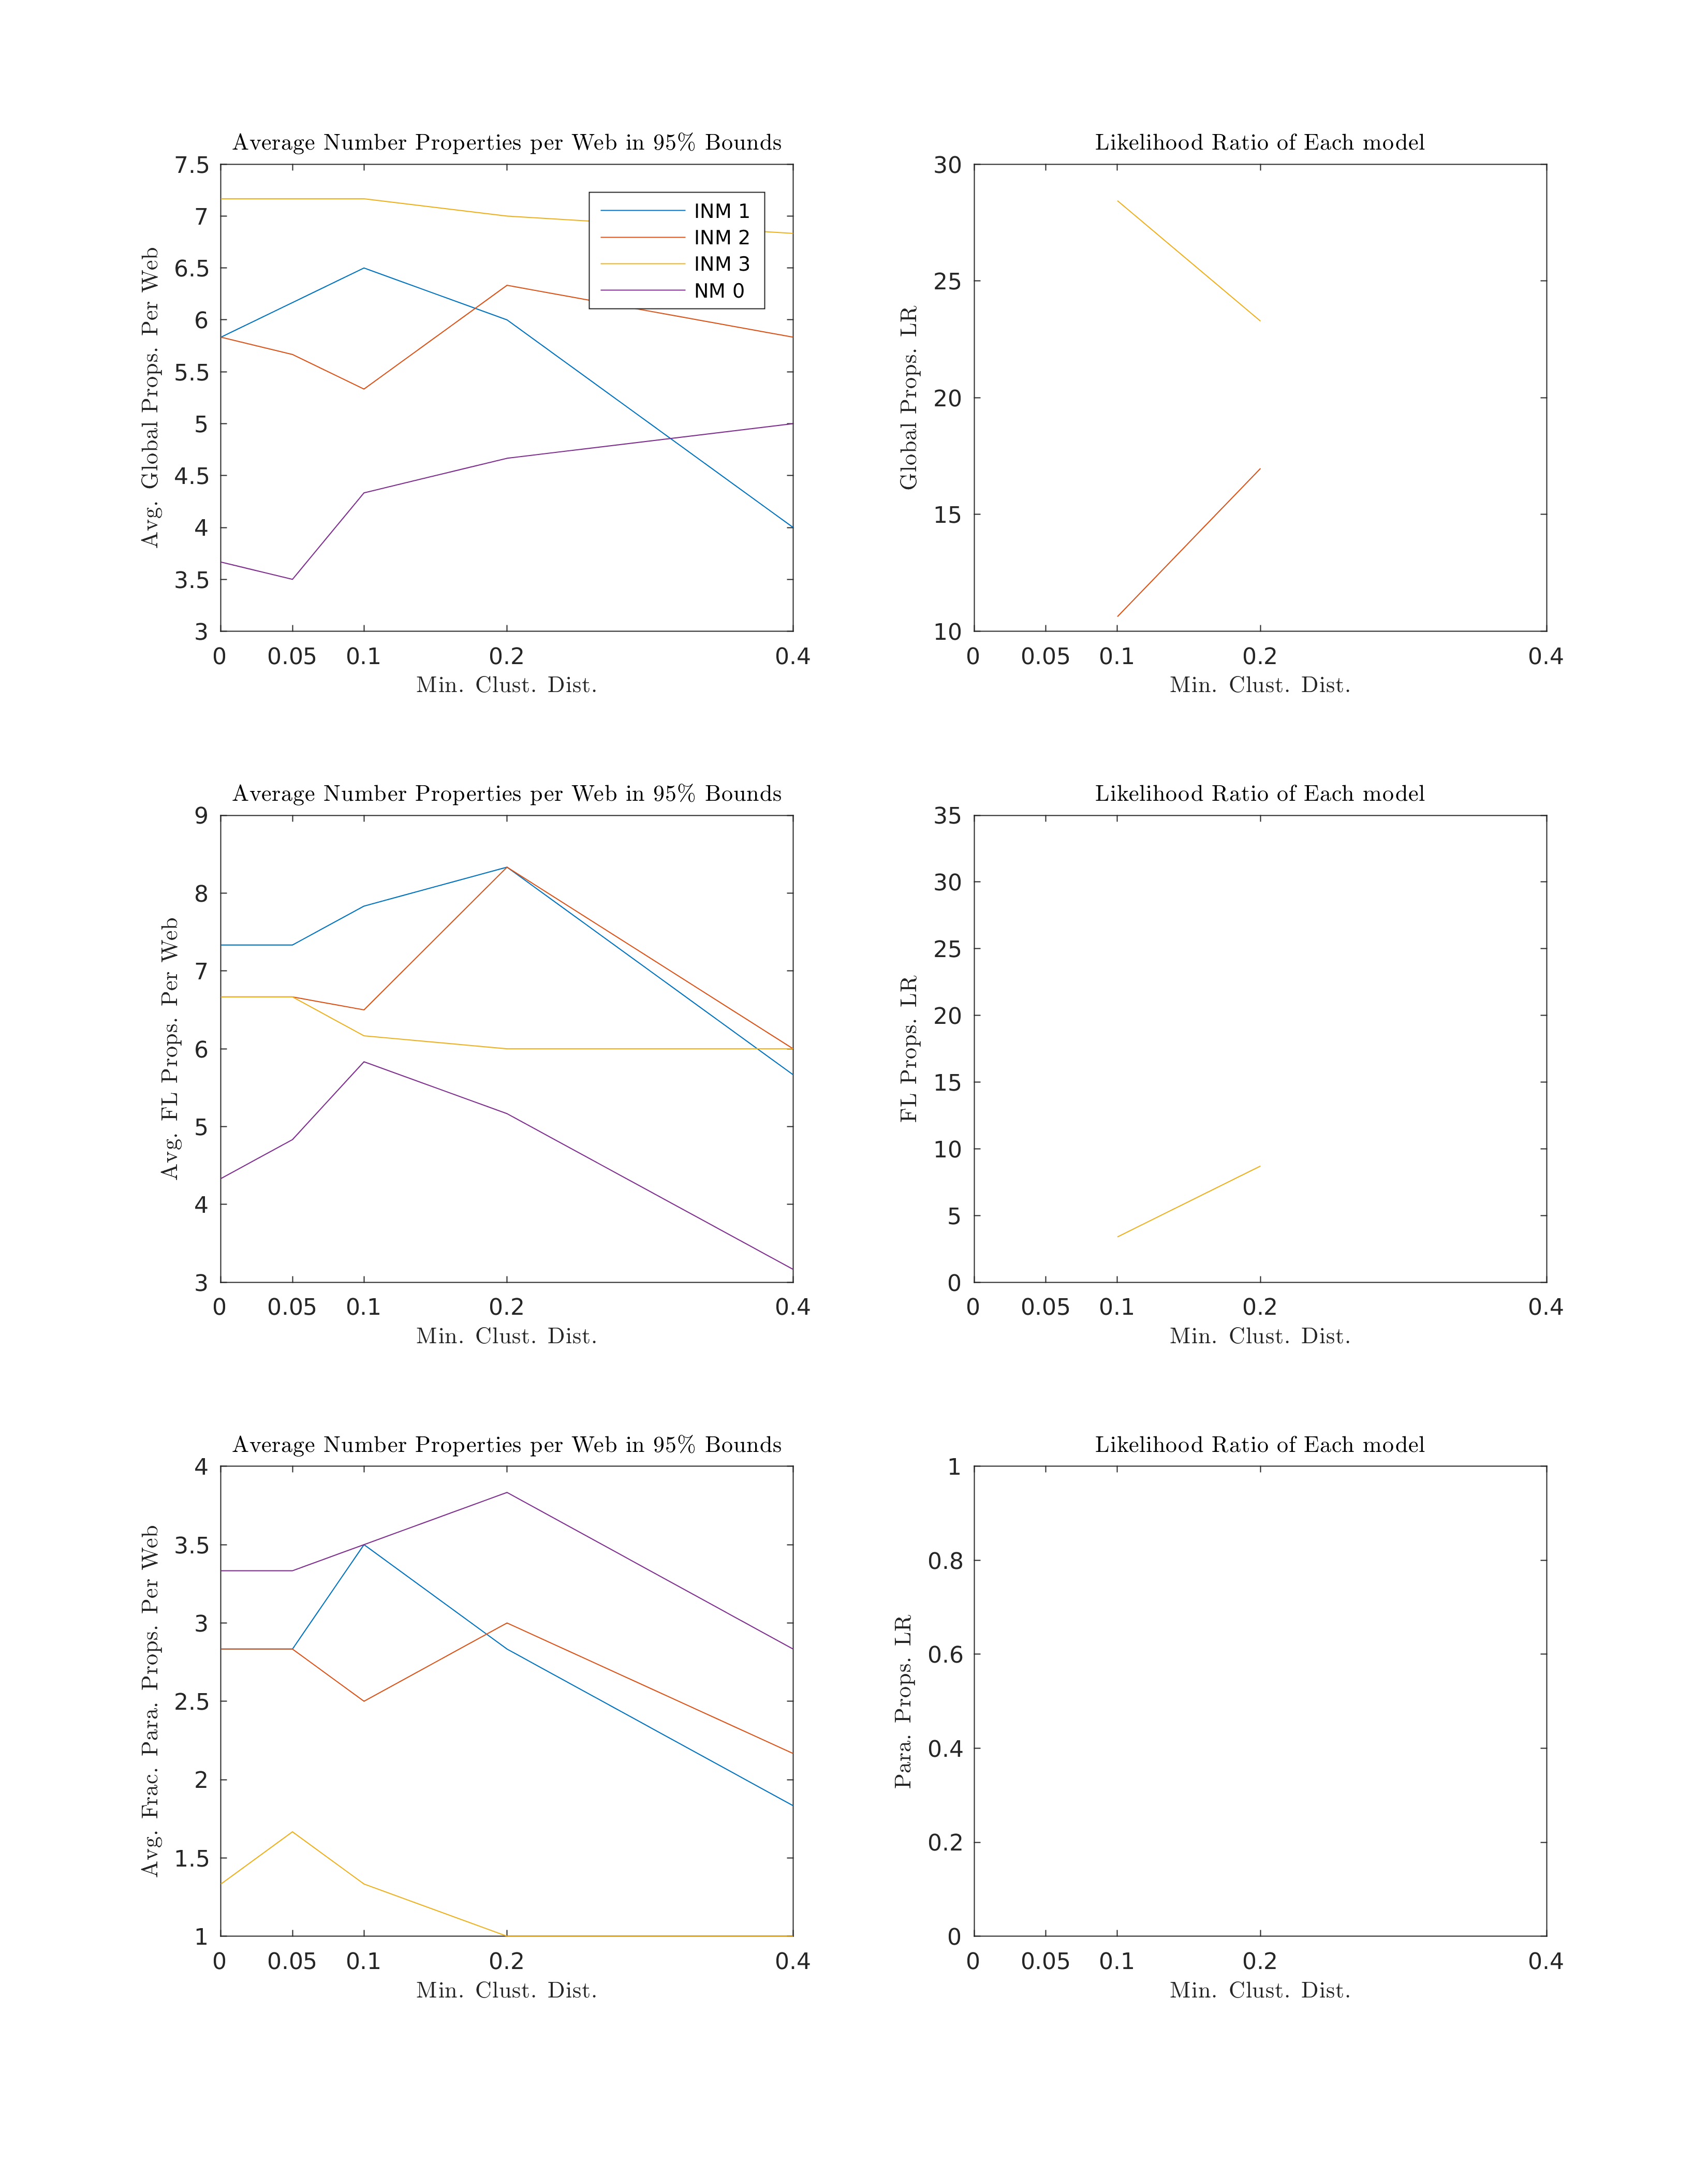 Average Number Properties per Web in 95% Bounds
7.5
7
6.5
6
5.5
5
4.5
4
3.5
3
Avg. Global Props. Per Web
INM 1
INM 2
INM 3
NM 0
0 0.05 0.1 0.2 0.4
Min. Clust. Dist.
Likelihood Ratio of Each model
30
25
20
15
10
Global Props. LR
0 0.05 0.1 0.2 0.4
Min. Clust. Dist.
Average Number Properties per Web in 95% Bounds
9
8
7
6
5
4
3
Avg. FL Props. Per Web
0 0.05 0.1 0.2 0.4
Min. Clust. Dist.
Likelihood Ratio of Each model
35
30
25
20
15
10
5
0
FL Props. LR
0 0.05 0.1 0.2 0.4
Min. Clust. Dist.
Average Number Properties per Web in 95% Bounds
4
3.5
3
2.5
2
1.5
1
Avg. Frac. Para. Props. Per Web
0 0.05 0.1 0.2 0.4
Min. Clust. Dist.
Likelihood Ratio of Each model
1
0.8
0.6
0.4
0.2
0
Para. Props. LR
0 0.05 0.1 0.2 0.4
Min. Clust. Dist.